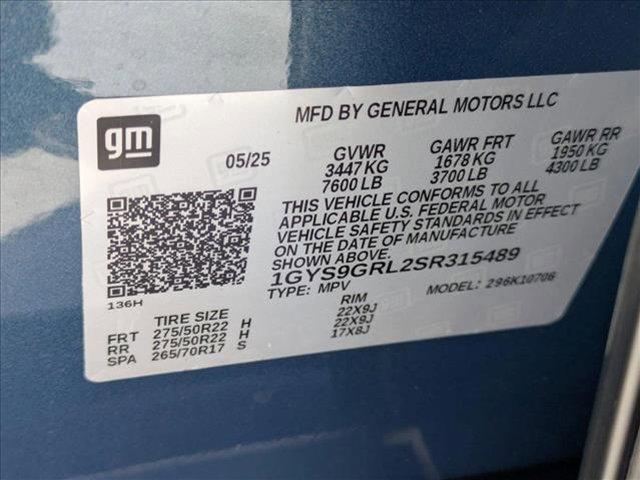 MFD BY GENERAL MOTORS LLC
gm
05/25
GVWR GAWR FRT GAWR RR
3447 KG 1678 KG 1950 KG
7600 LB 3700 LB 4300 LB
THIS VEHICLE CONFORMS TO ALL
APPLICABLE U.S. FEDERAL MOTOR
VEHICLE SAFETY STANDARDS IN EFFECT
ON THE DATE OF MANUFACTURE
SHOWN ABOVE.
1GYS9GRL2SR315489
TYPE: MPV MODEL: 296K10706
136H
TIRE SIZE RIM
FRT 275/50R22 H 22X9J
RR 275/50R22 H 22X9J
SPA 265/70R17 S 17X8J